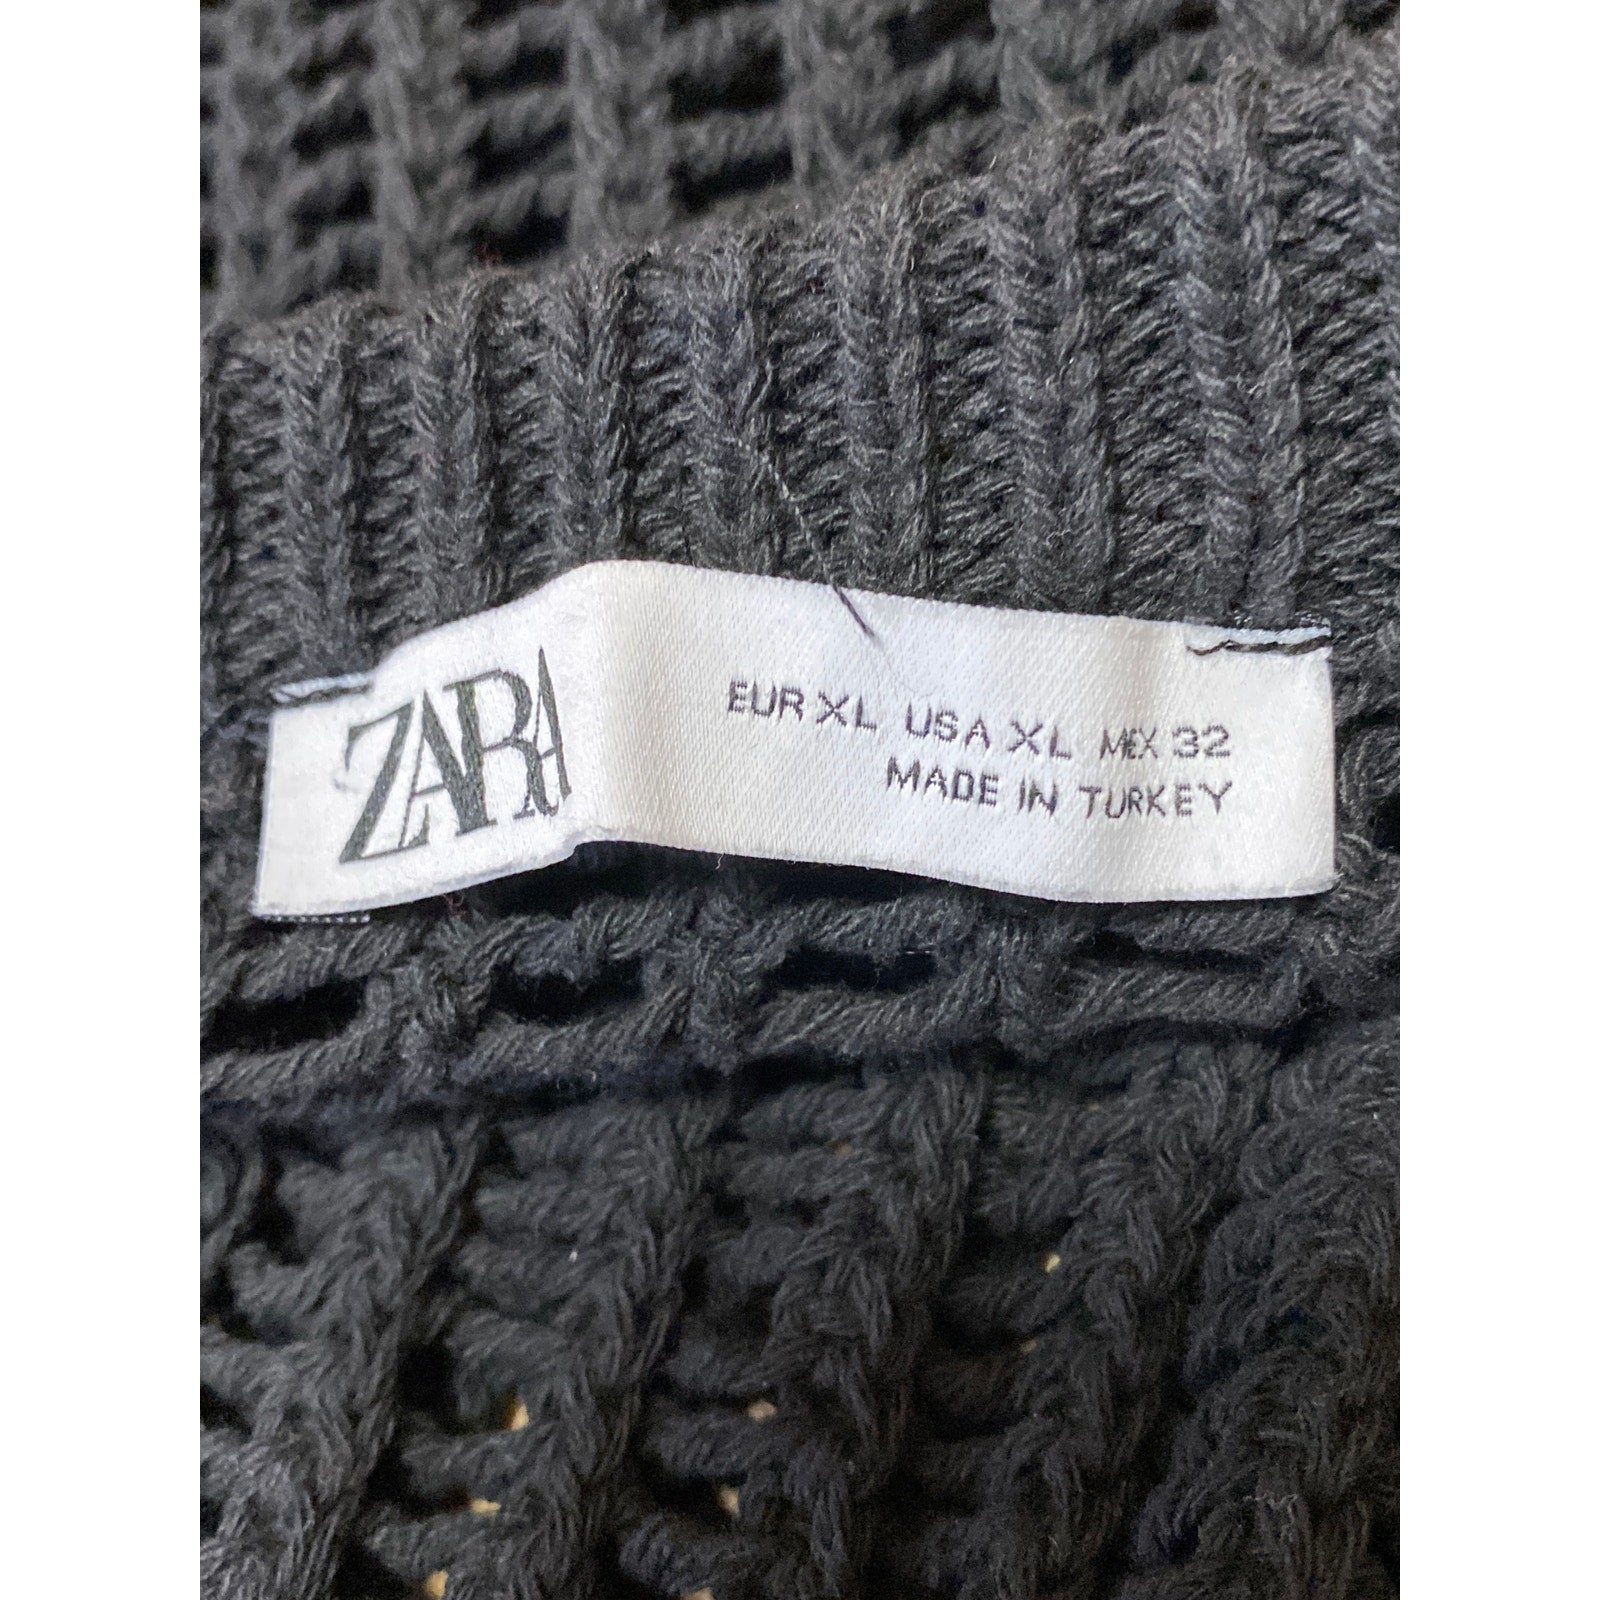 ZARA
EUR XL USA XL MEX 32
MADE IN TURKEY